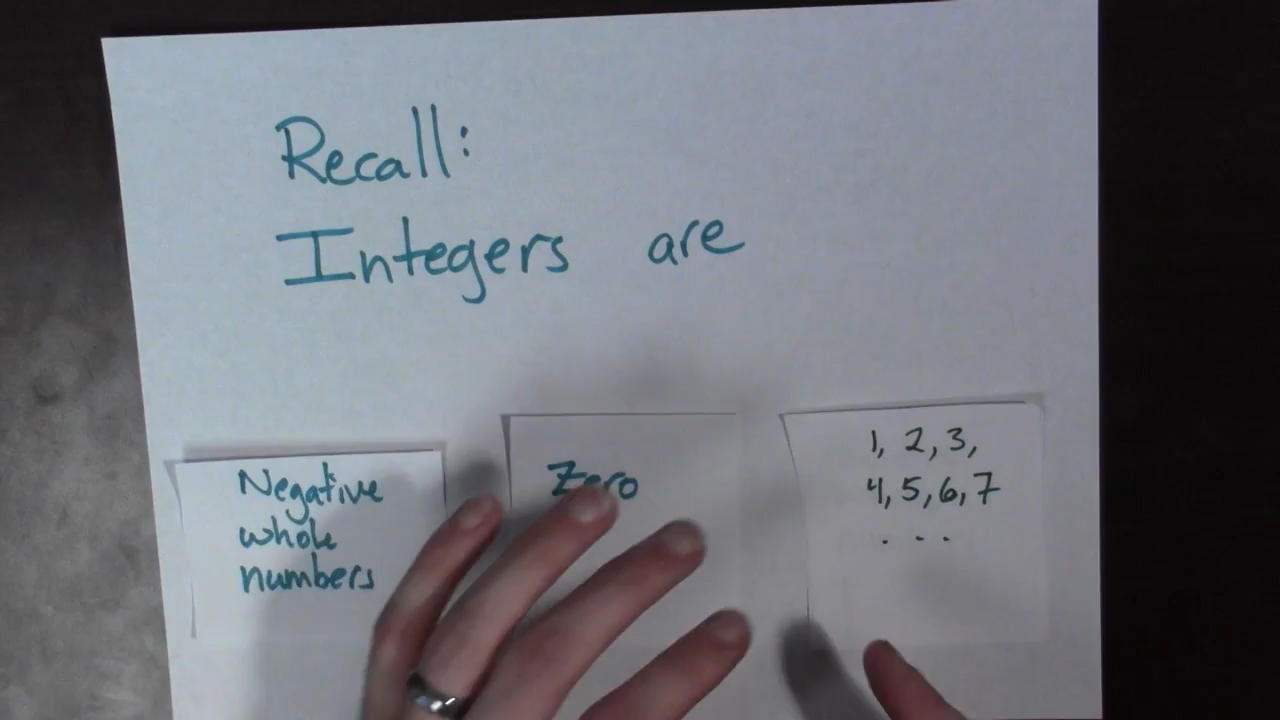 Recall:
Integers are
Negative
whole
numbers
Zero
1, 2, 3,
4, 5, 6, 7
. . .